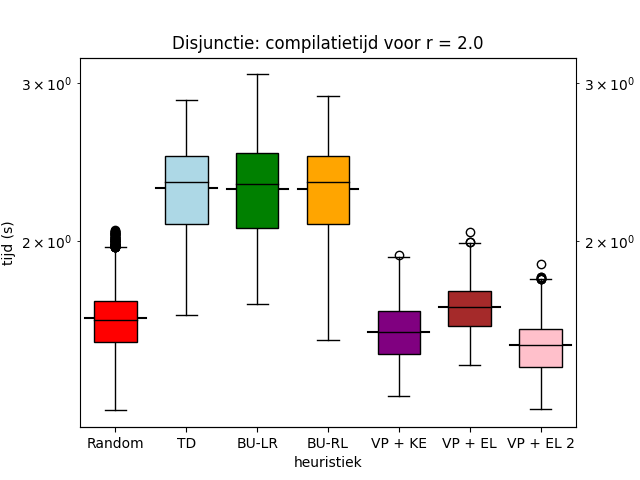 Disjunctie: compilatietijd voor r = 2.0
3 × 10⁰
3 × 10⁰
2 × 10⁰
2 × 10⁰
tijd (s)
Random TD BU-LR BU-RL VP + KE VP + EL VP + EL 2
heuristiek